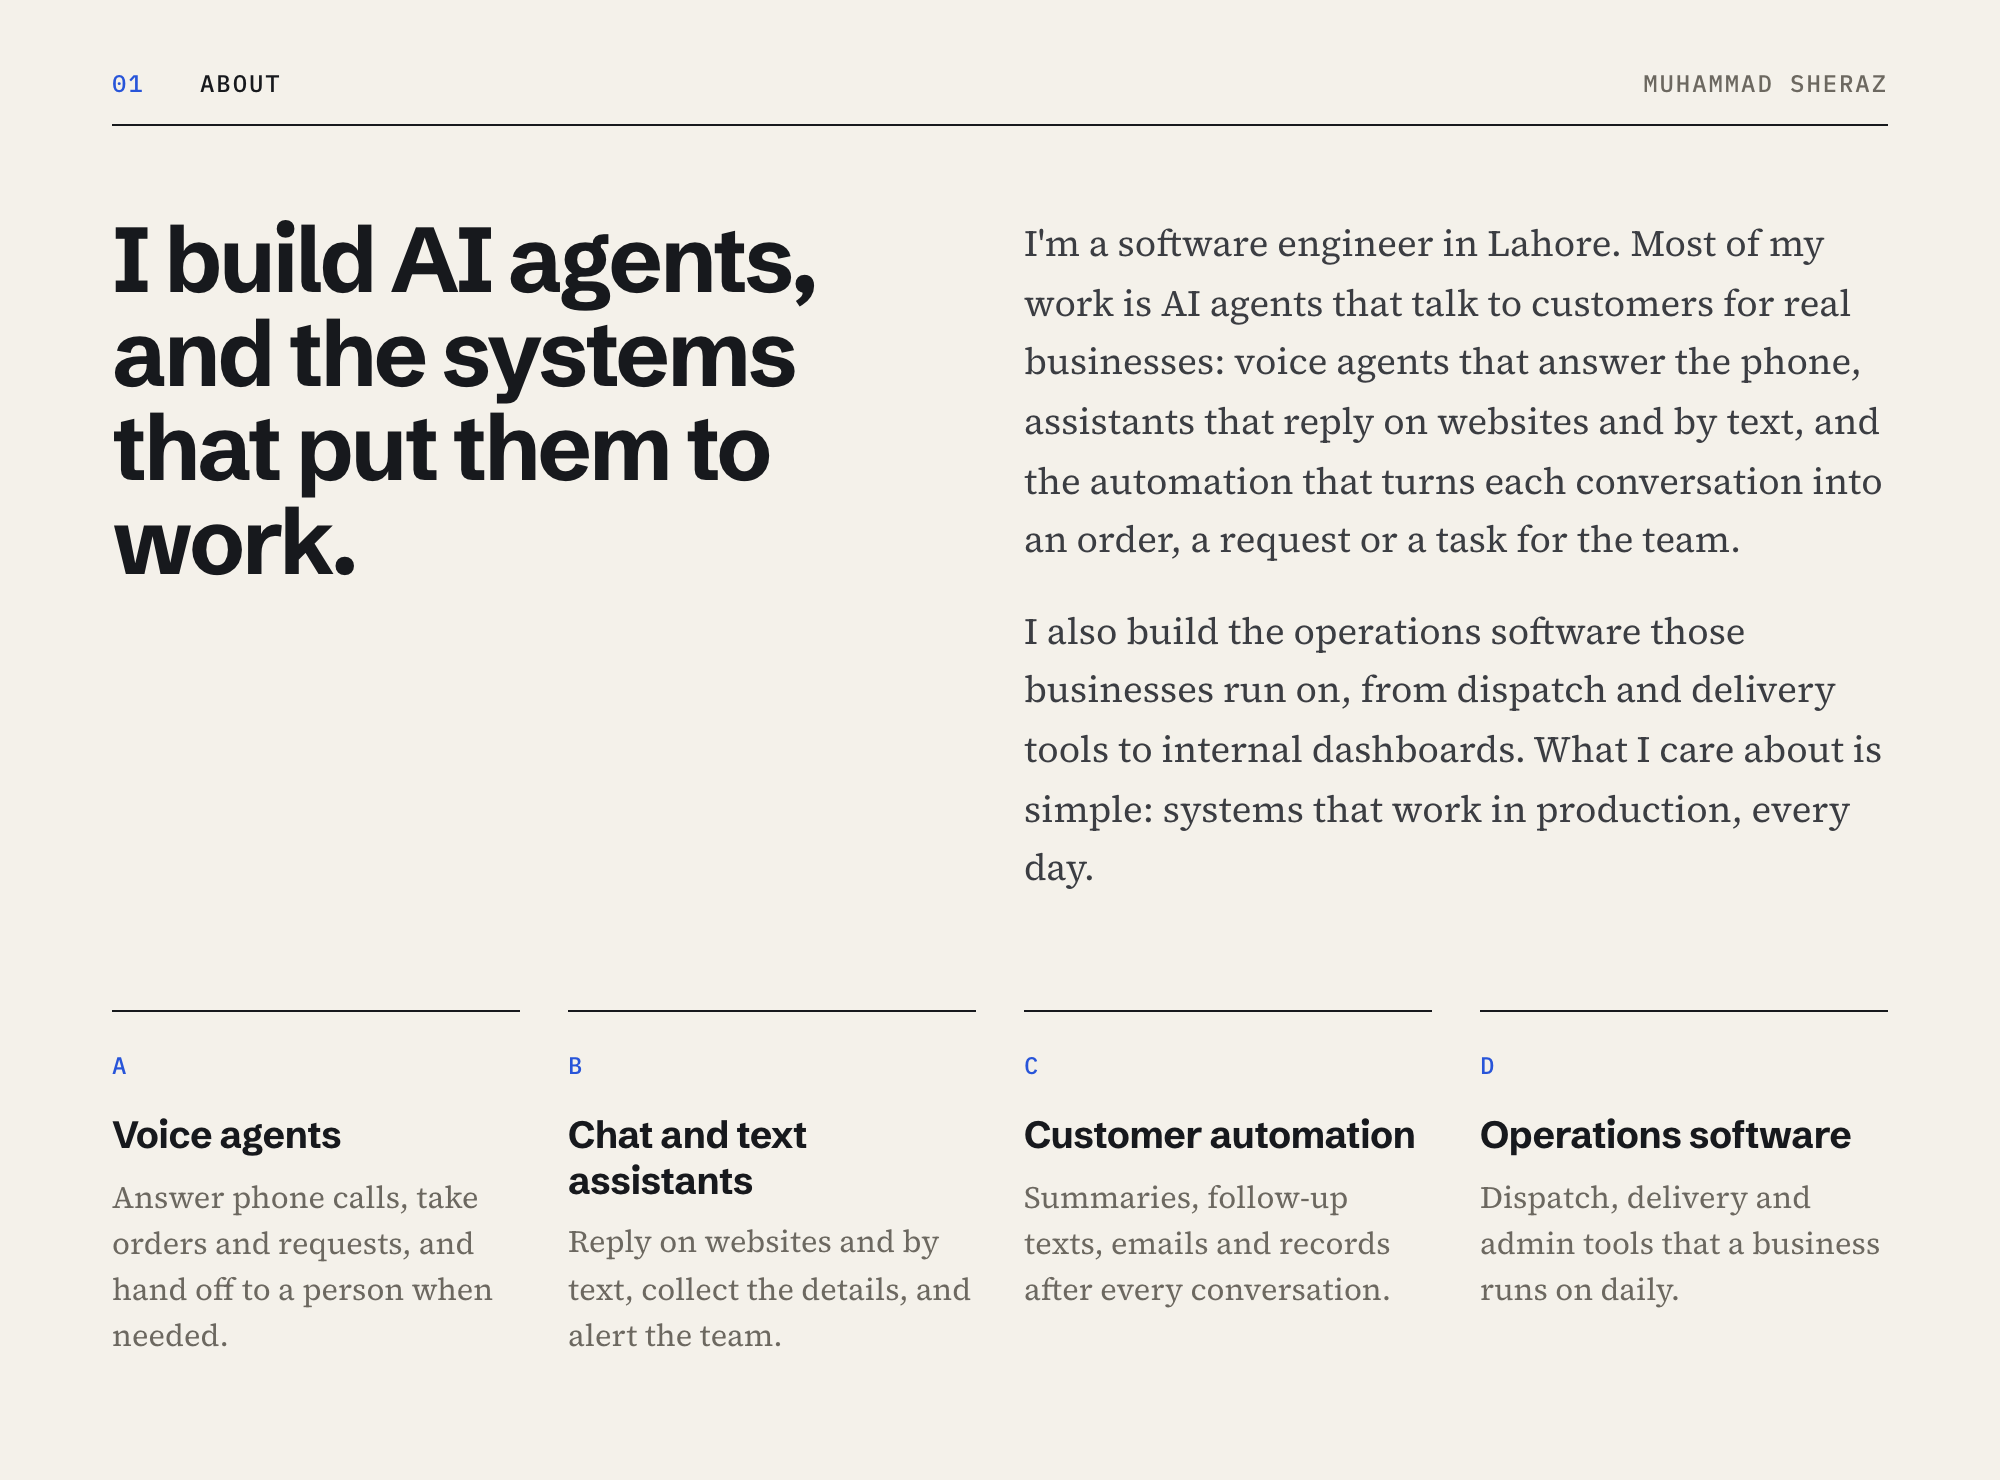 01 ABOUT
MUHAMMAD SHERAZ
I build AI agents,
and the systems
that put them to
work.
I'm a software engineer in Lahore. Most of my
work is AI agents that talk to customers for real
businesses: voice agents that answer the phone,
assistants that reply on websites and by text, and
the automation that turns each conversation into
an order, a request or a task for the team.
I also build the operations software those
businesses run on, from dispatch and delivery
tools to internal dashboards. What I care about is
simple: systems that work in production, every
day.
A
Voice agents
Answer phone calls, take
orders and requests, and
hand off to a person when
needed.
B
Chat and text
assistants
Reply on websites and by
text, collect the details, and
alert the team.
C
Customer automation
Summaries, follow-up
texts, emails and records
after every conversation.
D
Operations software
Dispatch, delivery and
admin tools that a business
runs on daily.